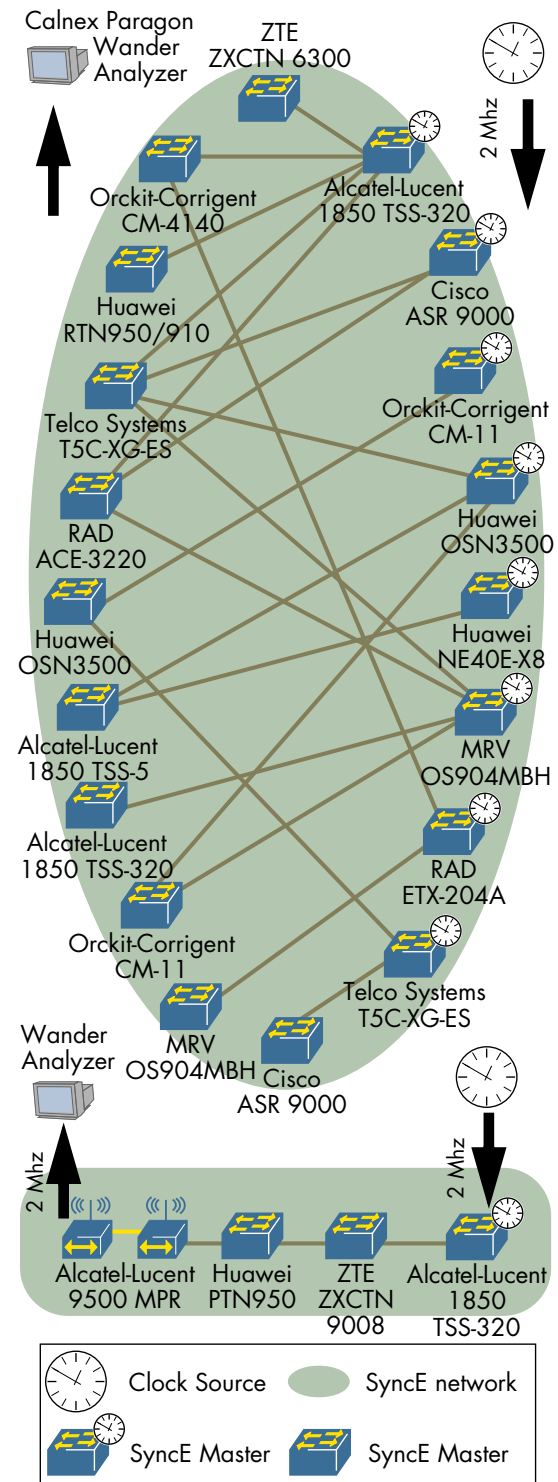 Calnex Paragon
Wander
Analyzer
ZTE
ZXCTN 6300
2 Mhz
Orckit-Corrigent
CM-4140
Alcatel-Lucent
1850 TSS-320
Huawei
RTN950/910
Cisco
ASR 9000
Telco Systems
T5C-XG-ES
Orckit-Corrigent
CM-11
RAD
ACE-3220
Huawei
OSN3500
Huawei
OSN3500
Huawei
NE40E-X8
Alcatel-Lucent
1850 TSS-5
MRV
OS904MBH
Alcatel-Lucent
1850 TSS-320
RAD
ETX-204A
Orckit-Corrigent
CM-11
Telco Systems
T5C-XG-ES
MRV
OS904MBH
Cisco
ASR 9000
Wander
Analyzer
2 Mhz
2 Mhz
Alcatel-Lucent
9500 MPR
Huawei
PTN950
ZTE
ZXCTN
9008
Alcatel-Lucent
1850
TSS-320
Clock Source
SyncE network
SyncE Master
SyncE Master